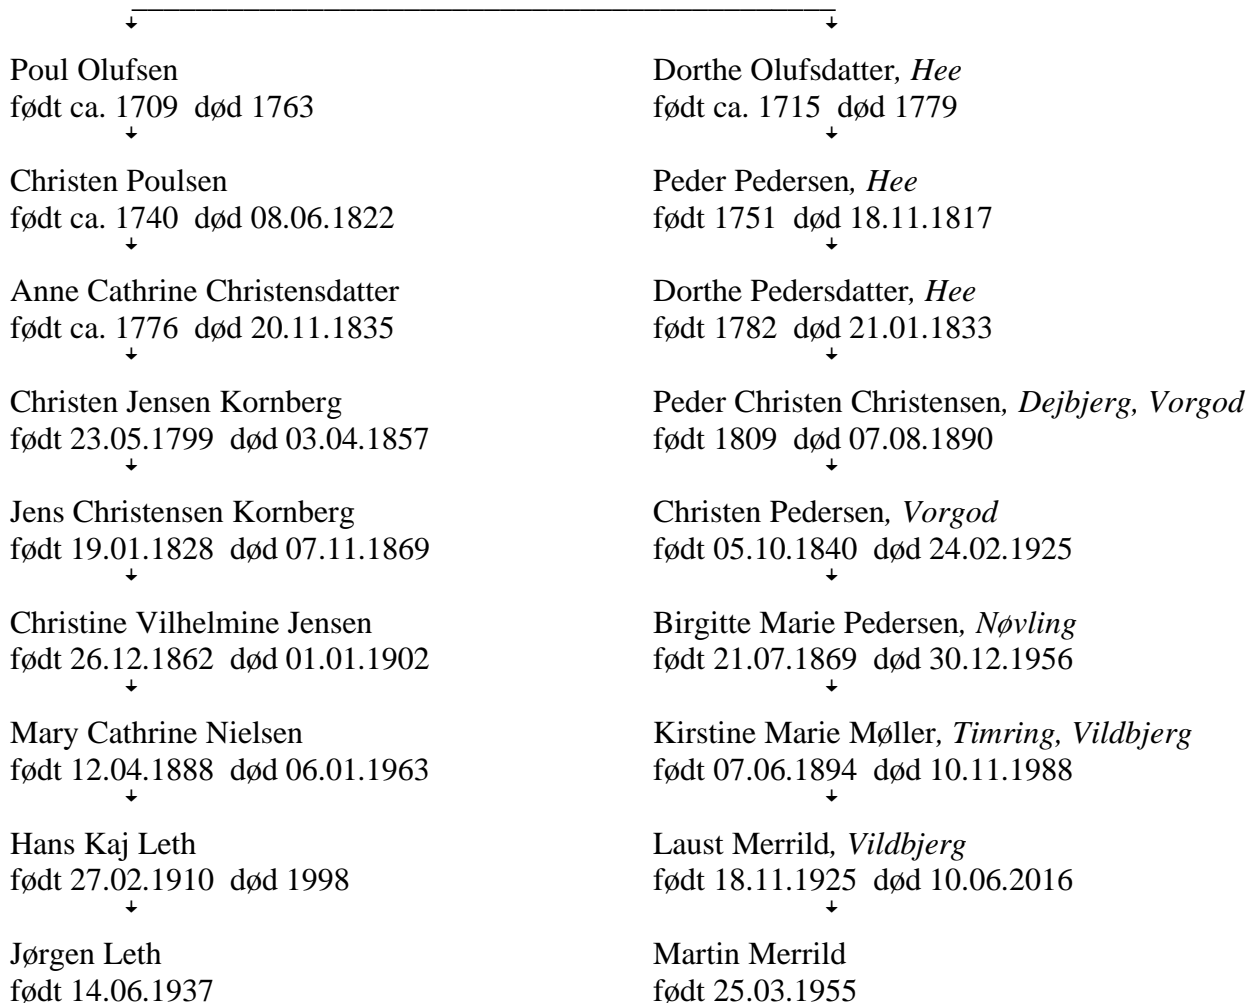 Poul Olufsen
født ca. 1709  død 1763
Christen Poulsen
født ca. 1740  død 08.06.1822
Anne Cathrine Christensdatter
født ca. 1776  død 20.11.1835
Christen Jensen Kornberg
født 23.05.1799  død 03.04.1857
Jens Christensen Kornberg
født 19.01.1828  død 07.11.1869
Christine Vilhelmine Jensen
født 26.12.1862  død 01.01.1902
Mary Cathrine Nielsen
født 12.04.1888  død 06.01.1963
Hans Kaj Leth
født 27.02.1910  død 1998
Jørgen Leth
født 14.06.1937
Dorthe Olufsdatter, Hee
født ca. 1715  død 1779
Peder Pedersen, Hee
født 1751  død 18.11.1817
Dorthe Pedersdatter, Hee
født 1782  død 21.01.1833
Peder Christen Christensen, Dejbjerg, Vorgod
født 1809  død 07.08.1890
Christen Pedersen, Vorgod
født 05.10.1840  død 24.02.1925
Birgitte Marie Pedersen, Nøvling
født 21.07.1869  død 30.12.1956
Kirstine Marie Møller, Timring, Vildbjerg
født 07.06.1894  død 10.11.1988
Laust Merrild, Vildbjerg
født 18.11.1925  død 10.06.2016
Martin Merrild
født 25.03.1955